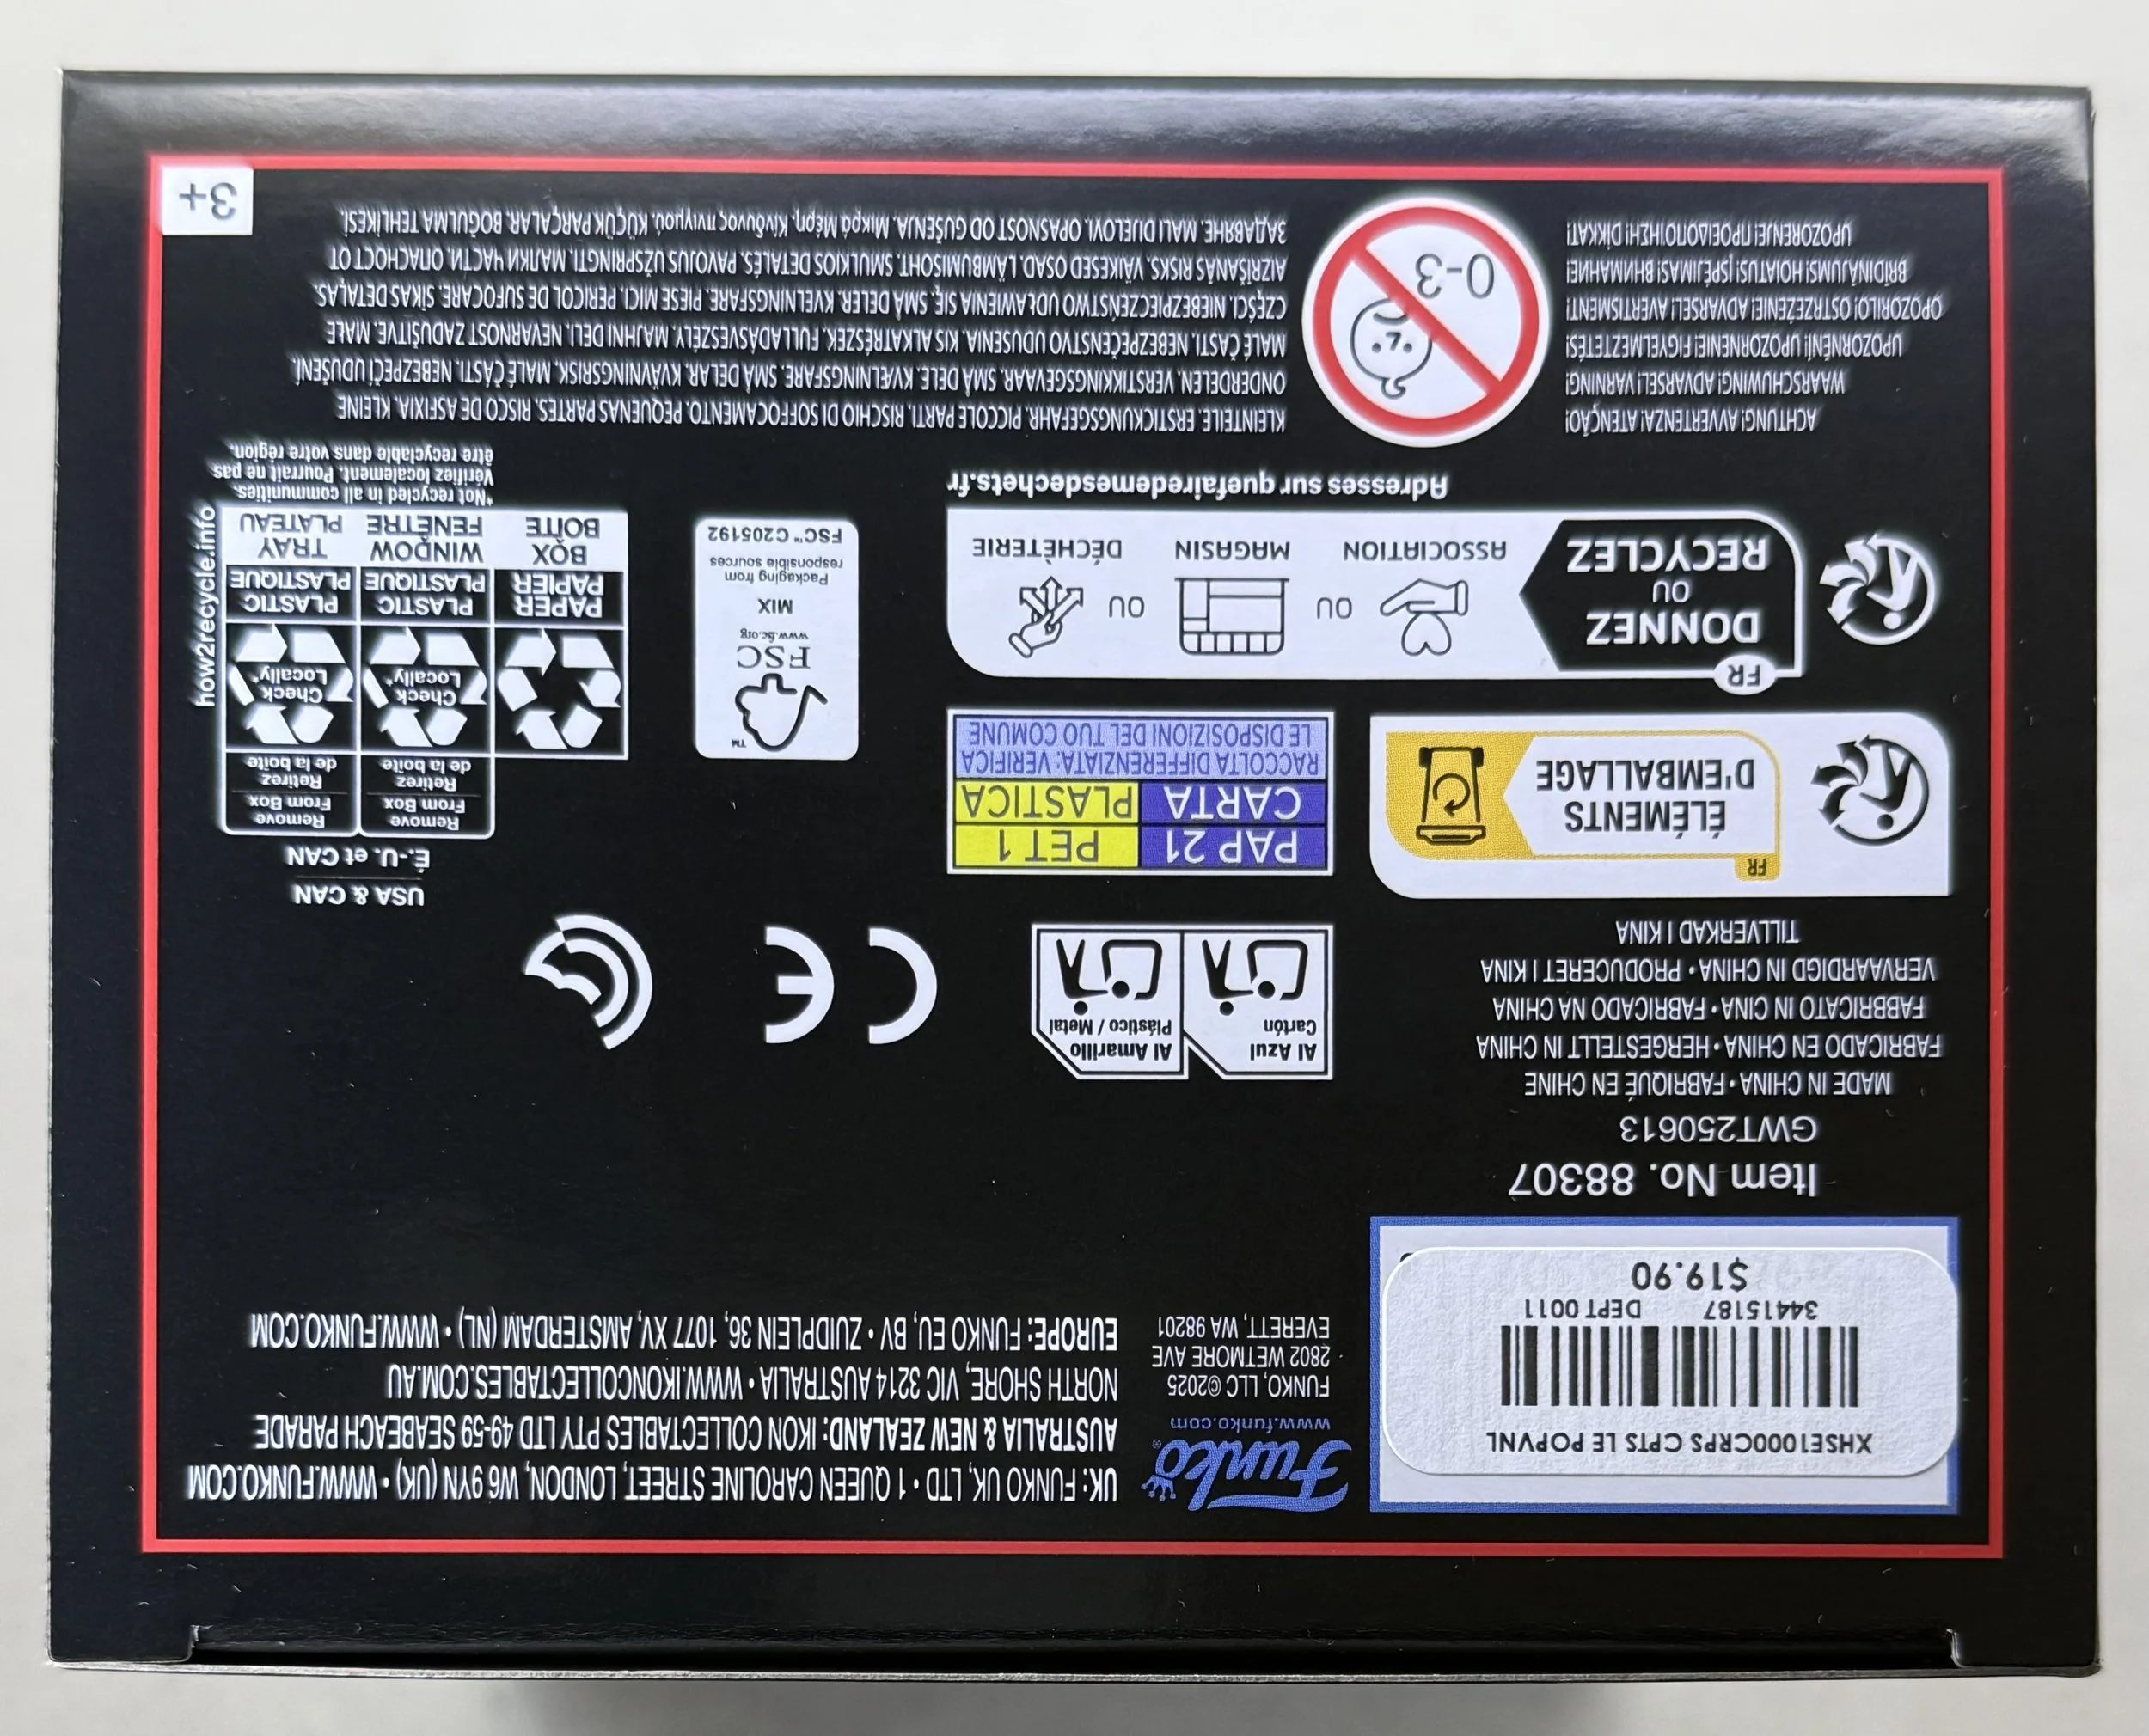 XHSE1000CRPS CPTS LE POPVNL
34415187 DEPT 0011
$19.90
Funko®
www.funko.com
FUNKO, LLC ©2025
2802 WETMORE AVE
EVERETT, WA 98201
UK: FUNKO UK, LTD • 1 QUEEN CAROLINE STREET, LONDON, W6 9YN (UK) • WWW.FUNKO.COM
AUSTRALIA & NEW ZEALAND: IKON COLLECTABLES PTY LTD 49-59 SEABEACH PARADE
NORTH SHORE, VIC 3214 AUSTRALIA • WWW.IKONCOLLECTABLES.COM.AU
EUROPE: FUNKO EU, BV • ZUIDPLEIN 36, 1077 XV, AMSTERDAM (NL) • WWW.FUNKO.COM
Item No. 88307
GWT250613
MADE IN CHINA • FABRIQUÉ EN CHINE
FABRICADO EN CHINA • HERGESTELLT IN CHINA
FABBRICATO IN CINA • FABRICADO NA CHINA
VERVAARDIGD IN CHINA • PRODUCERET I KINA
TILLVERKAD I KINA
Al Azul
Cartón
Al Amarillo
Plástico / Metal
CE
USA & CAN
É.-U. et CAN
FR
ÉLÉMENTS
D'EMBALLAGE
PAP 21 PET 1
CARTA PLASTICA
RACCOLTA DIFFERENZIATA: VERIFICA
LE DISPOSIZIONI DEL TUO COMUNE
TM
FSC
www.fsc.org
MIX
Packaging from
responsible sources
FSC™ C205192
Remove
From Box
Retirez
de la boîte
Remove
From Box
Retirez
de la boîte
Check
Locally*
Check
Locally*
PAPER
PAPIER
PLASTIC
PLASTIQUE
PLASTIC
PLASTIQUE
BOX
BOÎTE
WINDOW
FENÊTRE
TRAY
PLATEAU
how2recycle.info
*Not recycled in all communities.
Vérifiez localement. Pourrait ne pas
être recyclable dans votre région.
FR
DONNEZ
OU
RECYCLEZ
ASSOCIATION
OU
MAGASIN
OU
DÉCHÈTERIE
Adresses sur quefairedemesdechets.fr
ACHTUNG! AVVERTENZA! ATENÇÃO!
WAARSCHUWING! ADVARSEL! VARNING!
UPOZORNĚNÍ! UPOZORNENIE! FIGYELMEZTETÉS!
OPOZORILO! OSTRZEŻENIE! ADVARSEL! AVERTISMENT!
BRĪDINĀJUMS! HOIATUS! ĮSPĖJIMAS! ВНИМАНИЕ!
UPOZORENJE! ΠΡΟΕΙΔΟΠΟΙΗΣΗ! DİKKAT!
0-3
KLEINTEILE. ERSTICKUNGSGEFAHR. PICCOLE PARTI. RISCHIO DI SOFFOCAMENTO. PEQUENAS PARTES. RISCO DE ASFIXIA. KLEINE
ONDERDELEN. VERSTIKKINGSGEVAAR. SMÅ DELE. KVÆLNINGSFARE. SMÅ DELAR. KVÄVNINGSRISK. MALÉ ČÁSTI. NEBEZPEČÍ UDUŠENÍ.
MALÉ ČASTI. NEBEZPEČENSTVO UDUSENIA. KIS ALKATRÉSZEK. FULLADÁSVESZÉLY. MAJHNI DELI. NEVARNOST ZADUŠITVE. MAŁE
CZĘŚCI. NIEBEZPIECZEŃSTWO UDŁAWIENIA SIĘ. SMÅ DELER. KVELNINGSFARE. PIESE MICI. PERICOL DE SUFOCARE. SĪKAS DETAĻAS.
AIZRĪŠANĀS RISKS. VÄIKESED OSAD. LÄMBUMISOHT. SMULKIOS DETALĖS. PAVOJUS UŽSPRINGTI. МАЛКИ ЧАСТИ. ОПАСНОСТ ОТ
ЗАДАВЯНЕ. MALI DIJELOVI. OPASNOST OD GUŠENJA. Μικρά Μέρη. Κίνδυνος πνιγμού. KÜÇÜK PARÇALAR. BOĞULMA TEHLİKESİ.
3+